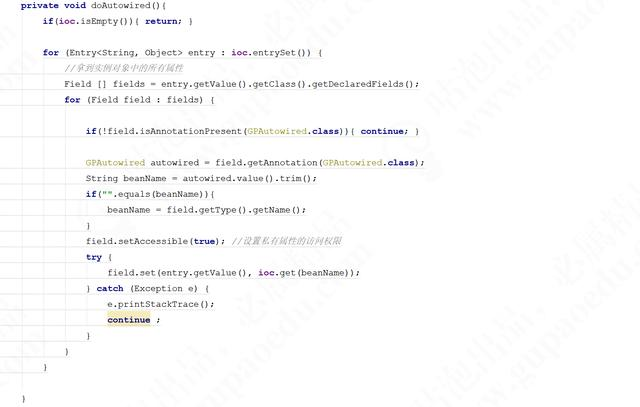 private void doAutowired(){
if(ioc.isEmpty()){ return; }
for (Entry<String, Object> entry : ioc.entrySet()) {
//拿到实例对象中的所有属性
Field [] fields = entry.getValue().getClass().getDeclaredFields();
for (Field field : fields) {
if(!field.isAnnotationPresent(GPAutowired.class)){ continue; }
GPAutowired autowired = field.getAnnotation(GPAutowired.class);
String beanName = autowired.value().trim();
if("".equals(beanName)){
beanName = field.getType().getName();
}
field.setAccessible(true); //设置私有属性的访问权限
try {
field.set(entry.getValue(), ioc.get(beanName));
} catch (Exception e) {
e.printStackTrace();
continue ;
}
}
}
}